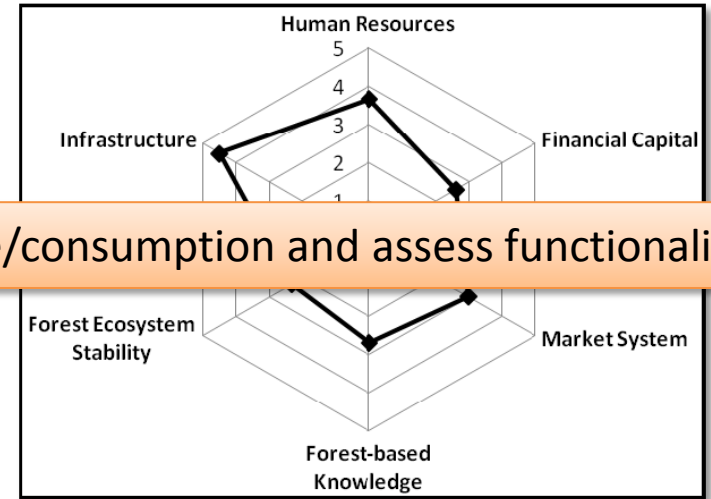 Human Resources
5
4
3
2
1
Infrastructure
Financial Capital
/consumption and assess
Forest Ecosystem
Stability
Market System
Forest-based
Knowledge